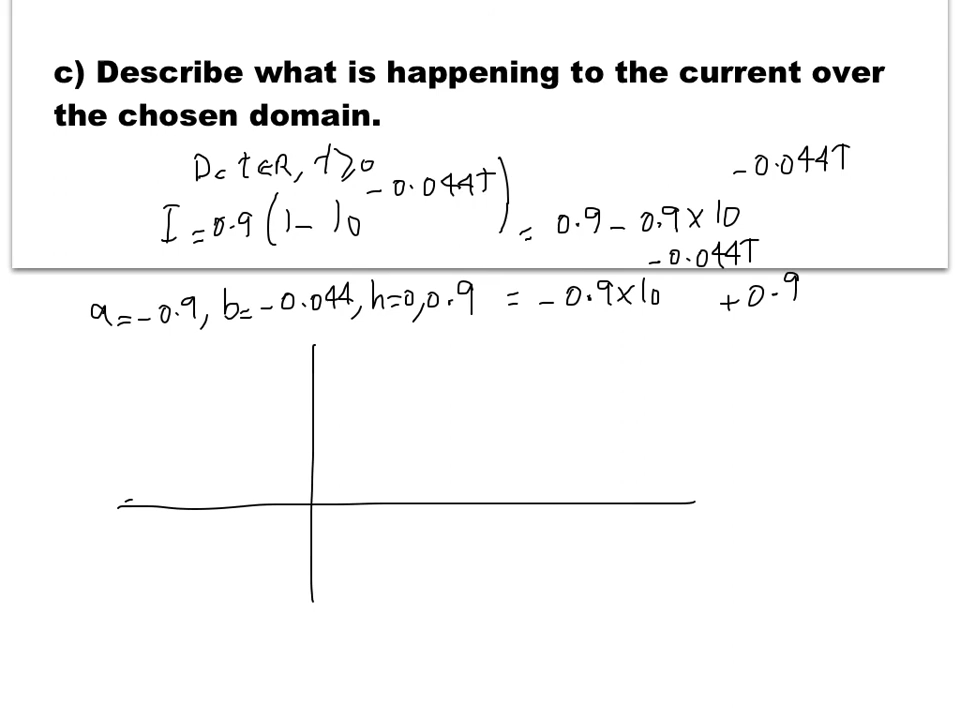 c) Describe what is happening to the current over
the chosen domain.
D: t ∈ R, t ≥ 0
I = 0.9 (1 - 10^{-0.044t}) = 0.9 - 0.9 × 10^{-0.044T}
a = -0.9, b = -0.044, h = 0, 0.9 = -0.9 × 10^{-0.044T} + 0.9